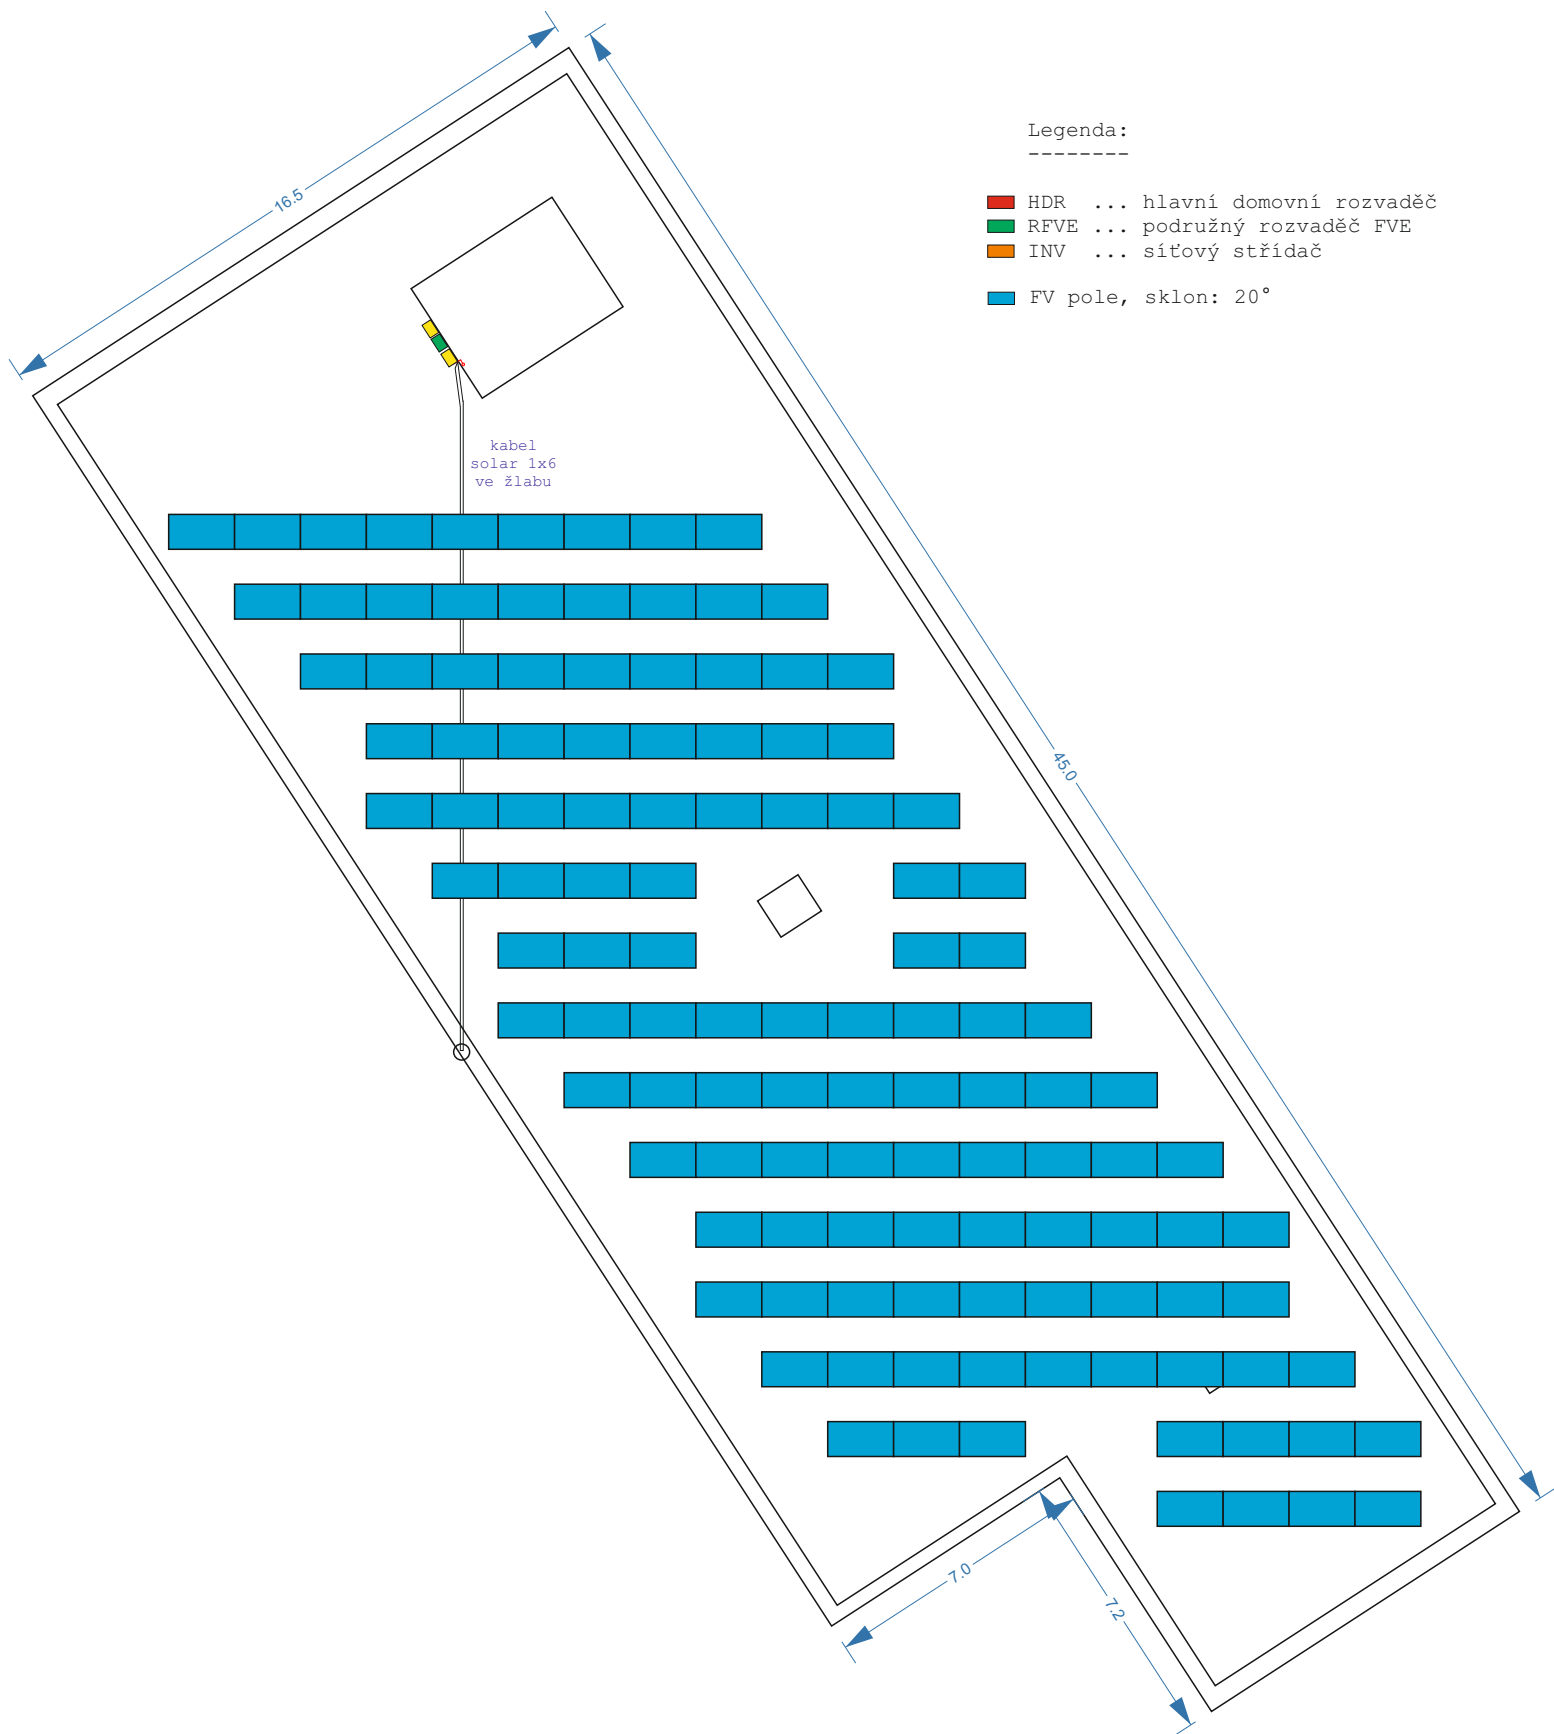 16.5
Legenda:
--------
HDR ... hlavní domovní rozvaděč
RFVE ... podružný rozvaděč FVE
INV ... síťový střídač
FV pole, sklon: 20°
kabel
solar 1x6
ve žlabu
45.0
7.0
7.2